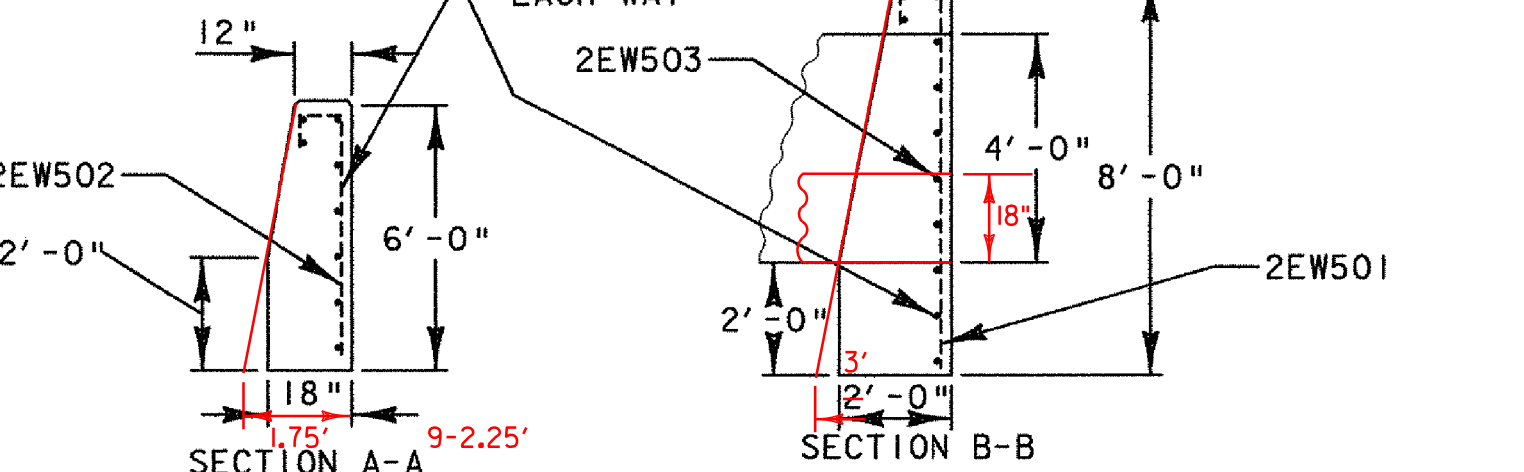 EACH WAY
12"
2EW503
4'-0"
8'-0"
2EW502
18"
6'-0"
2'-0"
2EW501
2'-0"
3'
18"
2'-0"
1.75'
9-2.25'
SECTION A-A
SECTION B-B